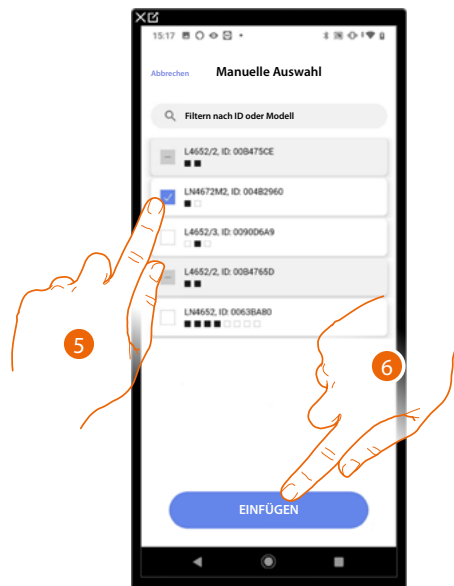 15:17
Abbrechen Manuelle Auswahl
Filtern nach ID oder Modell
L4652/2, ID: 00B475CE
LN4672M2, ID: 004B2960
L4652/3, ID: 0090D6A9
L4652/2, ID: 00B4765D
LN4652, ID: 0063BA80
5
6
EINFÜGEN